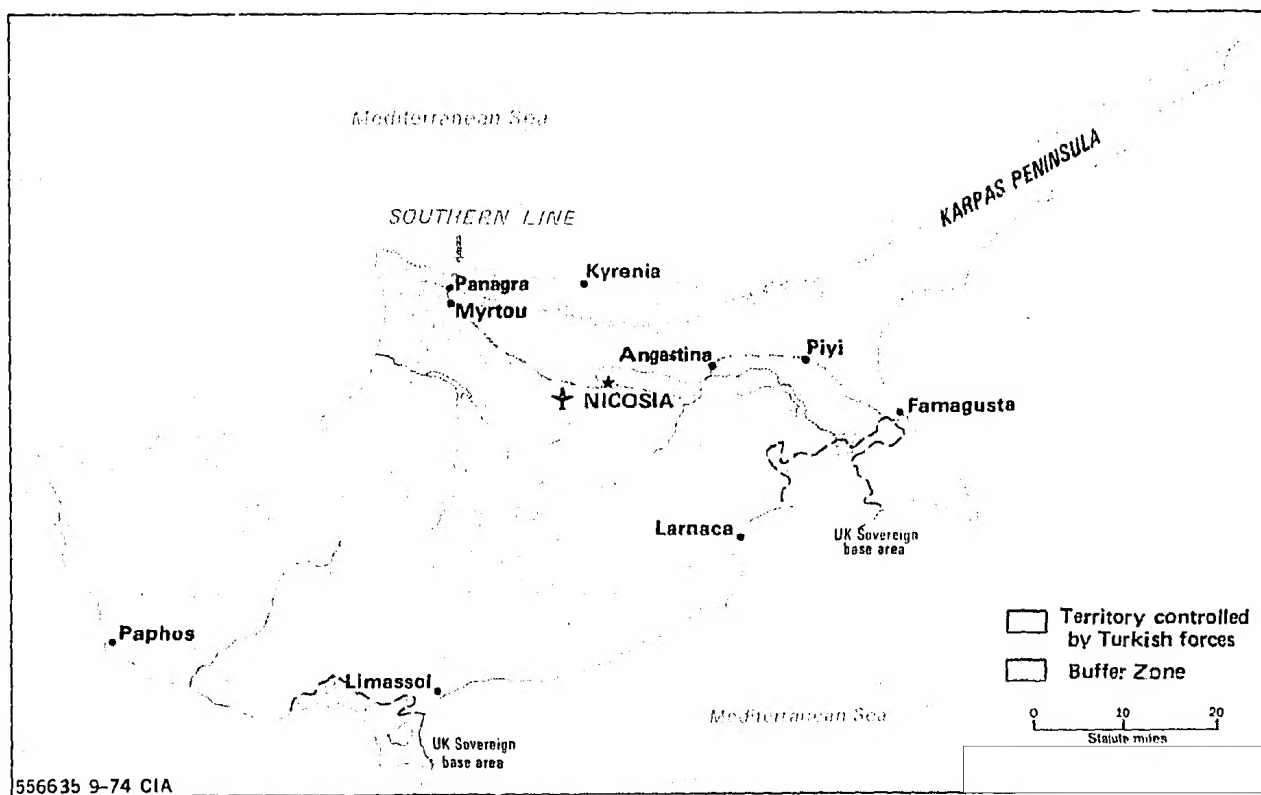 Mediterranean Sea
KARPAS PENINSULA
SOUTHERN LINE
Kyrenia
Panagra
Myrtou
Angastina
Piyi
NICOSIA
Famagusta
Larnaca
UK Sovereign
base area
Territory controlled
by Turkish forces
Buffer Zone
Paphos
Limassol
Mediterranean Sea
0 10 20
Statute miles
UK Sovereign
base area
556635 9-74 CIA